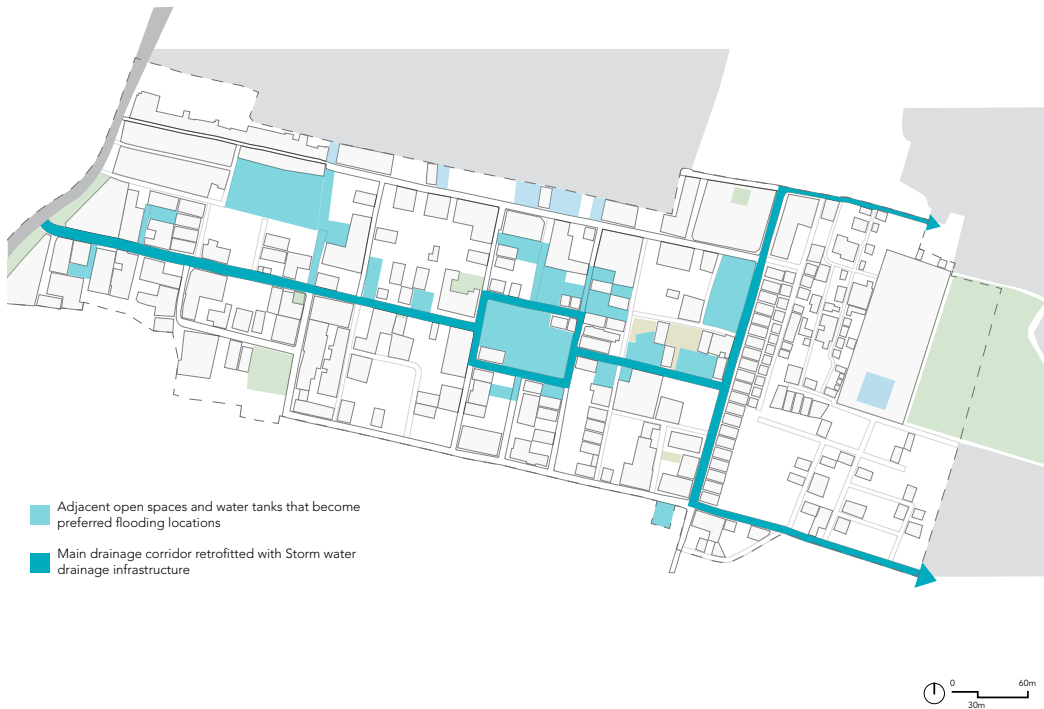 Adjacent open spaces and water tanks that become
preferred flooding locations
Main drainage corridor retrofitted with Storm water
drainage infrastructure
0 60m
30m